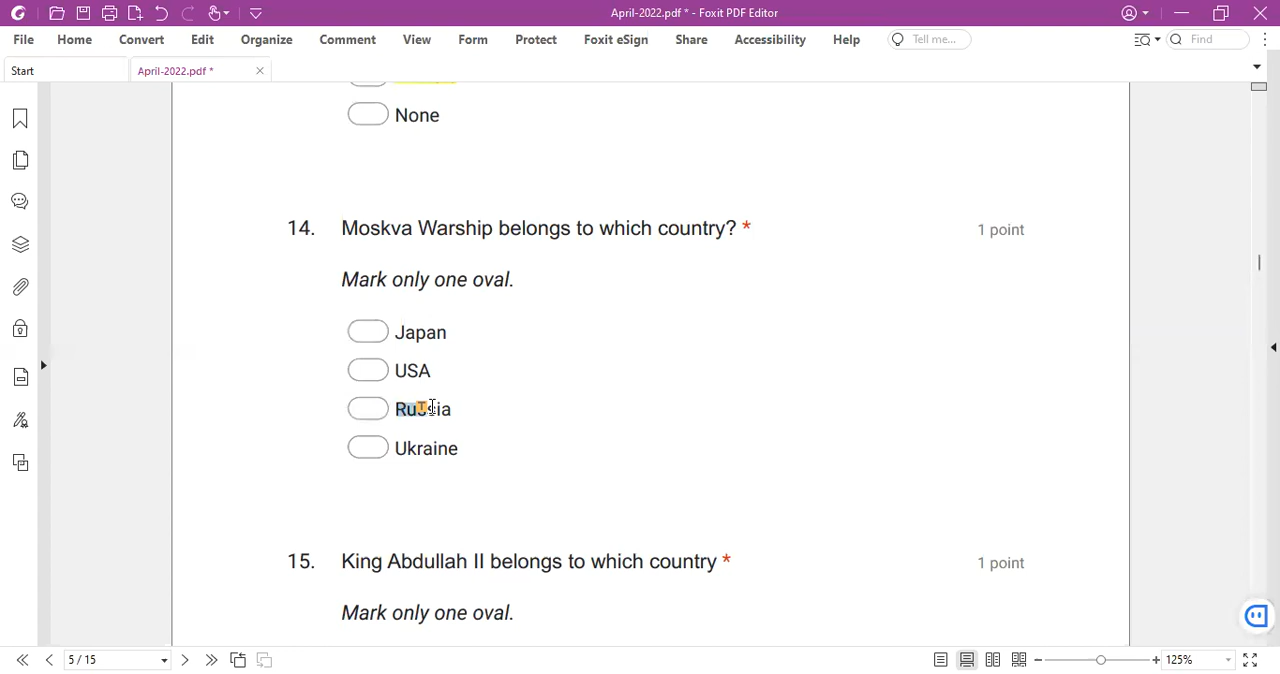 April-2022.pdf * - Foxit PDF Editor
File Home Convert Edit Organize Comment View Form Protect Foxit eSign Share Accessibility Help Tell me... Find
Start April-2022.pdf *
None
14. Moskva Warship belongs to which country? * 1 point
Mark only one oval.
Japan
USA
Russia
Ukraine
15. King Abdullah II belongs to which country * 1 point
Mark only one oval.
5 / 15 125%